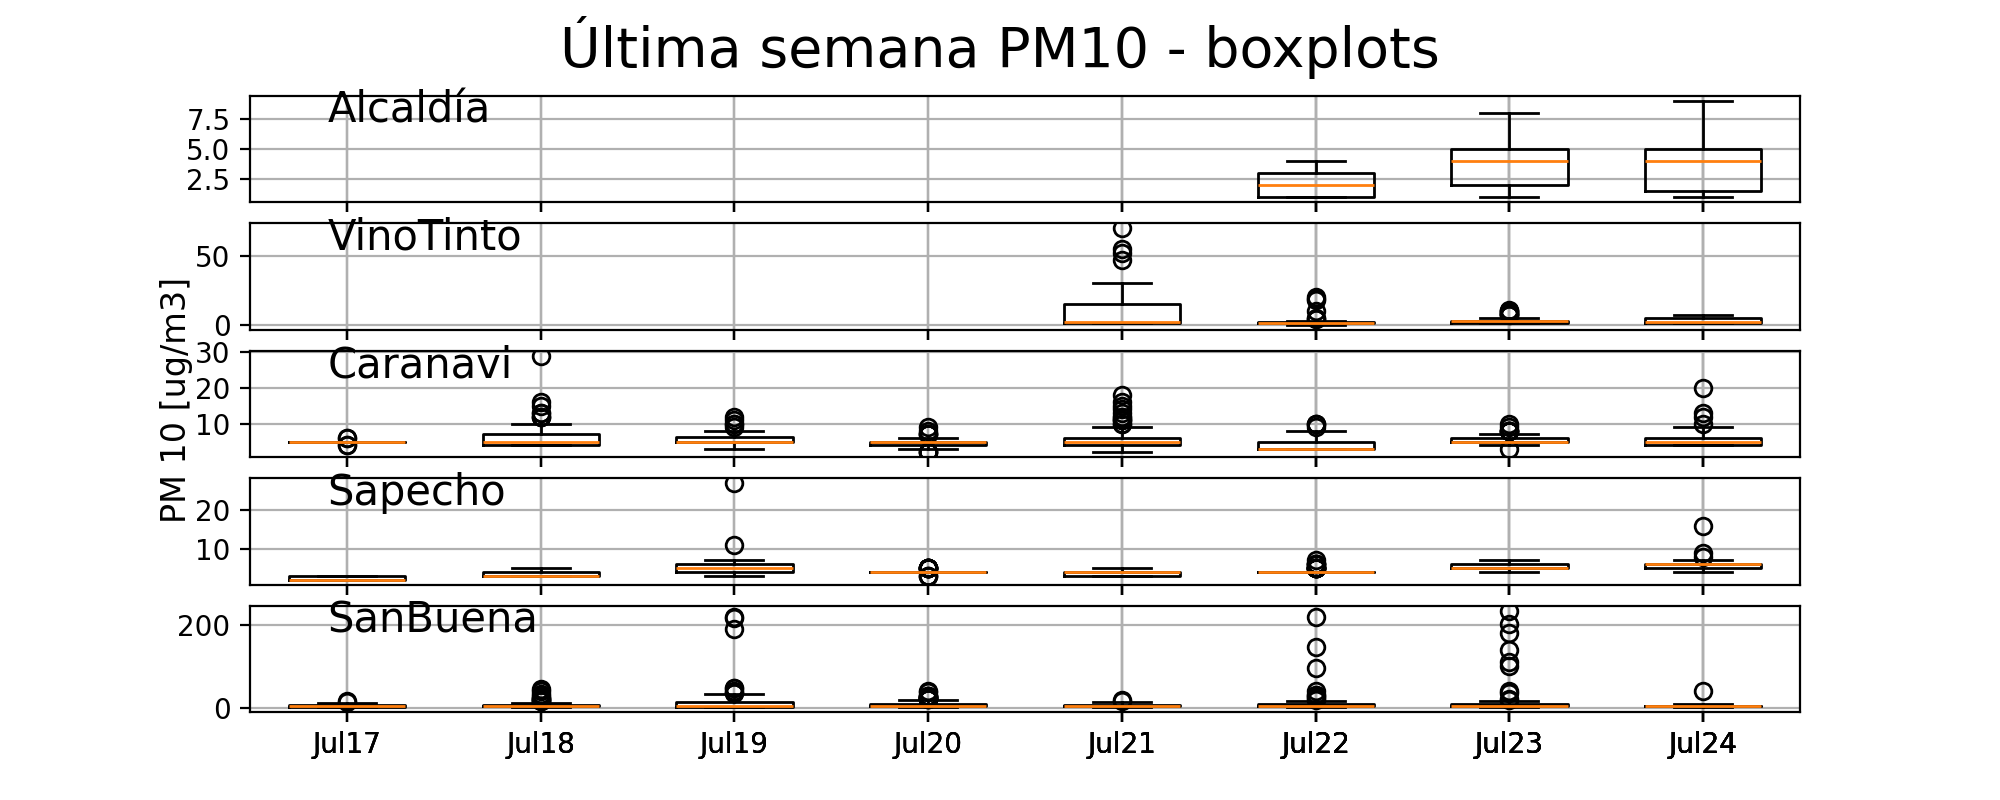 Última semana PM10 - boxplots
Alcaldía
7.5
5.0
2.5
VinoTinto
50
0
PM 10 [ug/m3]
Caranavi
30
20
10
Sapecho
20
10
SanBuena
200
0
Jul17 Jul18 Jul19 Jul20 Jul21 Jul22 Jul23 Jul24